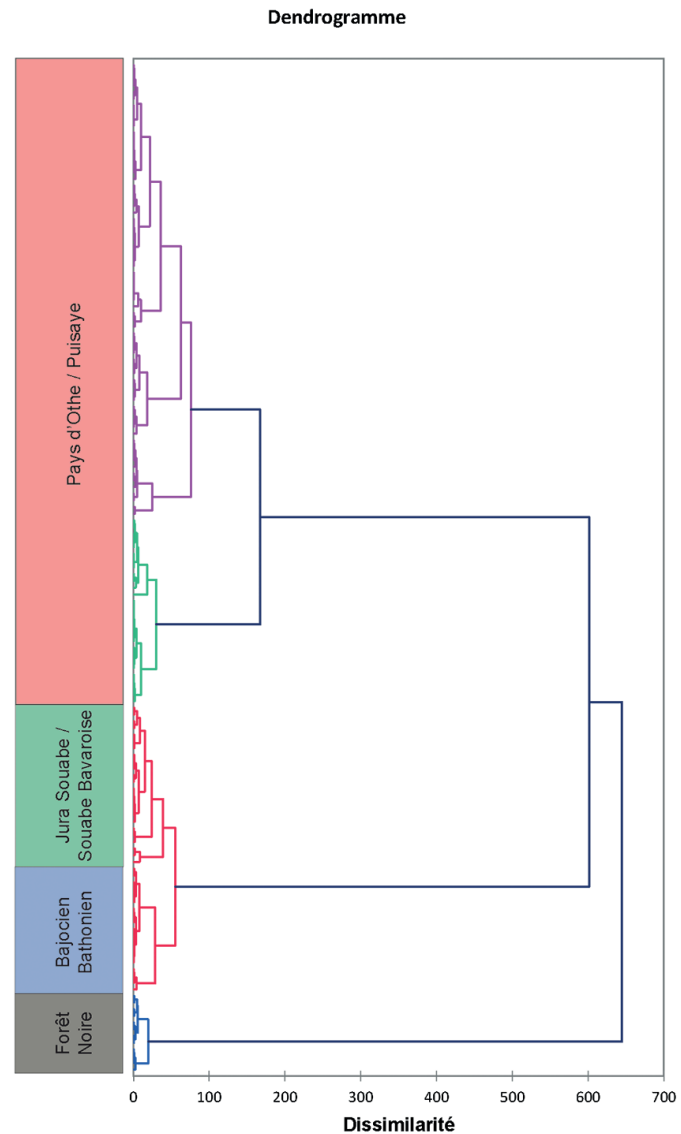 Dendrogramme
Pays d'Othe / Puisaye
Jura Souabe /
Souabe Bavaroise
Bajocien
Bathonien
Forêt
Noire
0 100 200 300 400 500 600 700
Dissimilarité